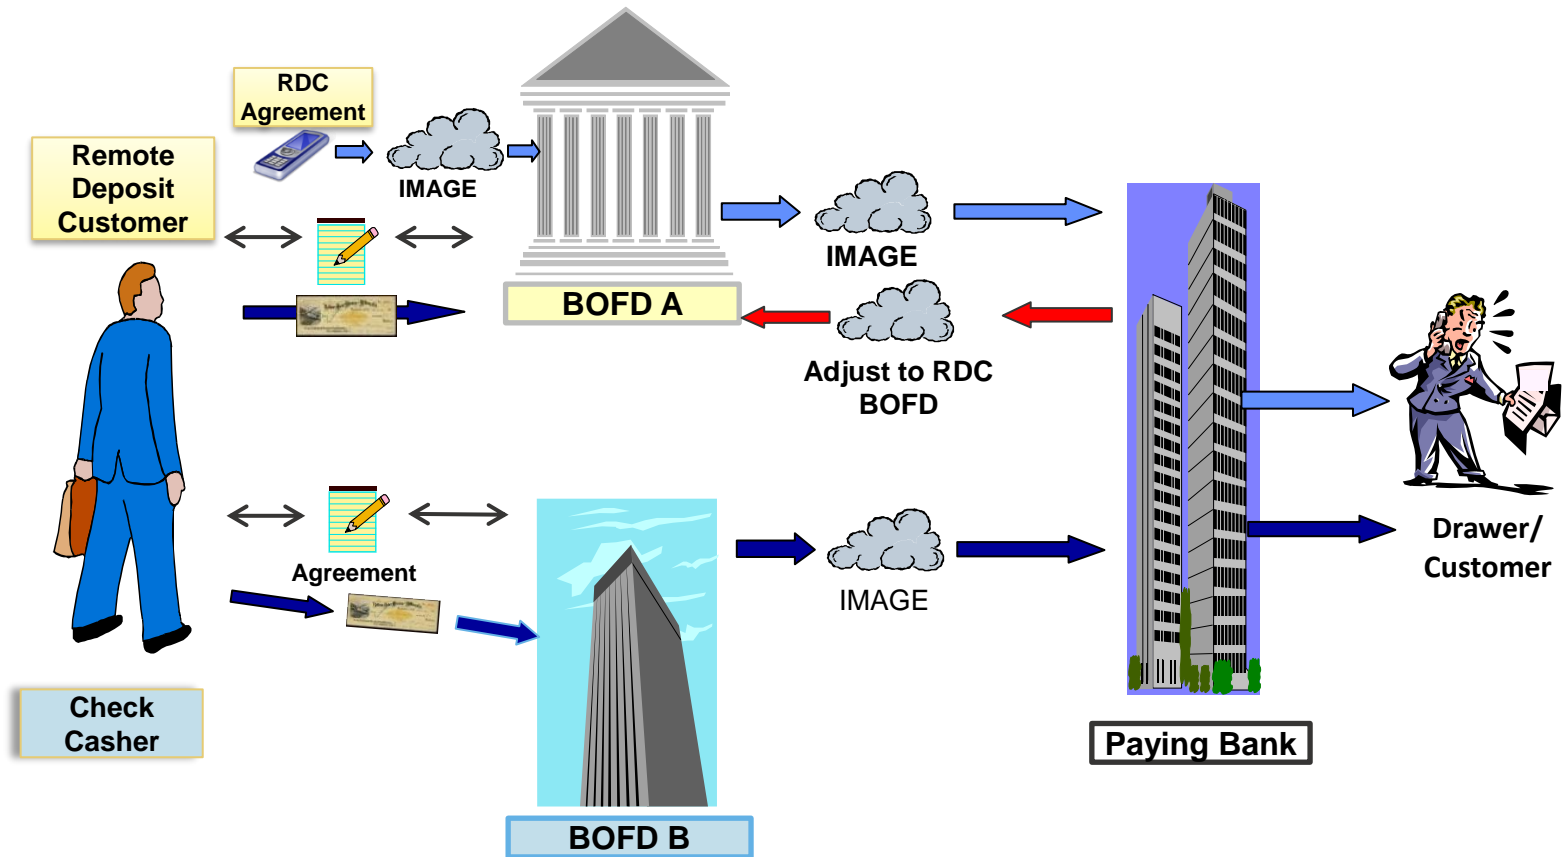 RDC
Agreement
Remote
Deposit
Customer
IMAGE
BOFD A
IMAGE
Adjust to RDC
BOFD
Agreement
IMAGE
Drawer/
Customer
Check
Casher
Paying Bank
BOFD B